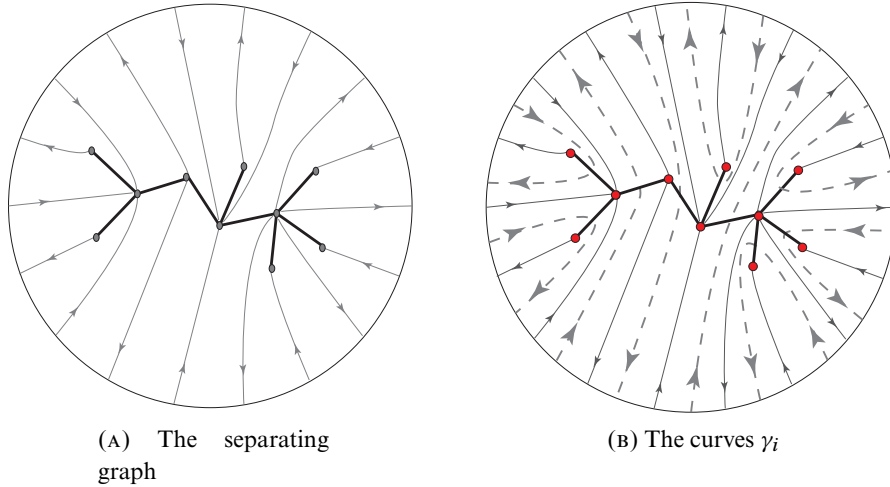 (A) The separating
graph
(B) The curves γi